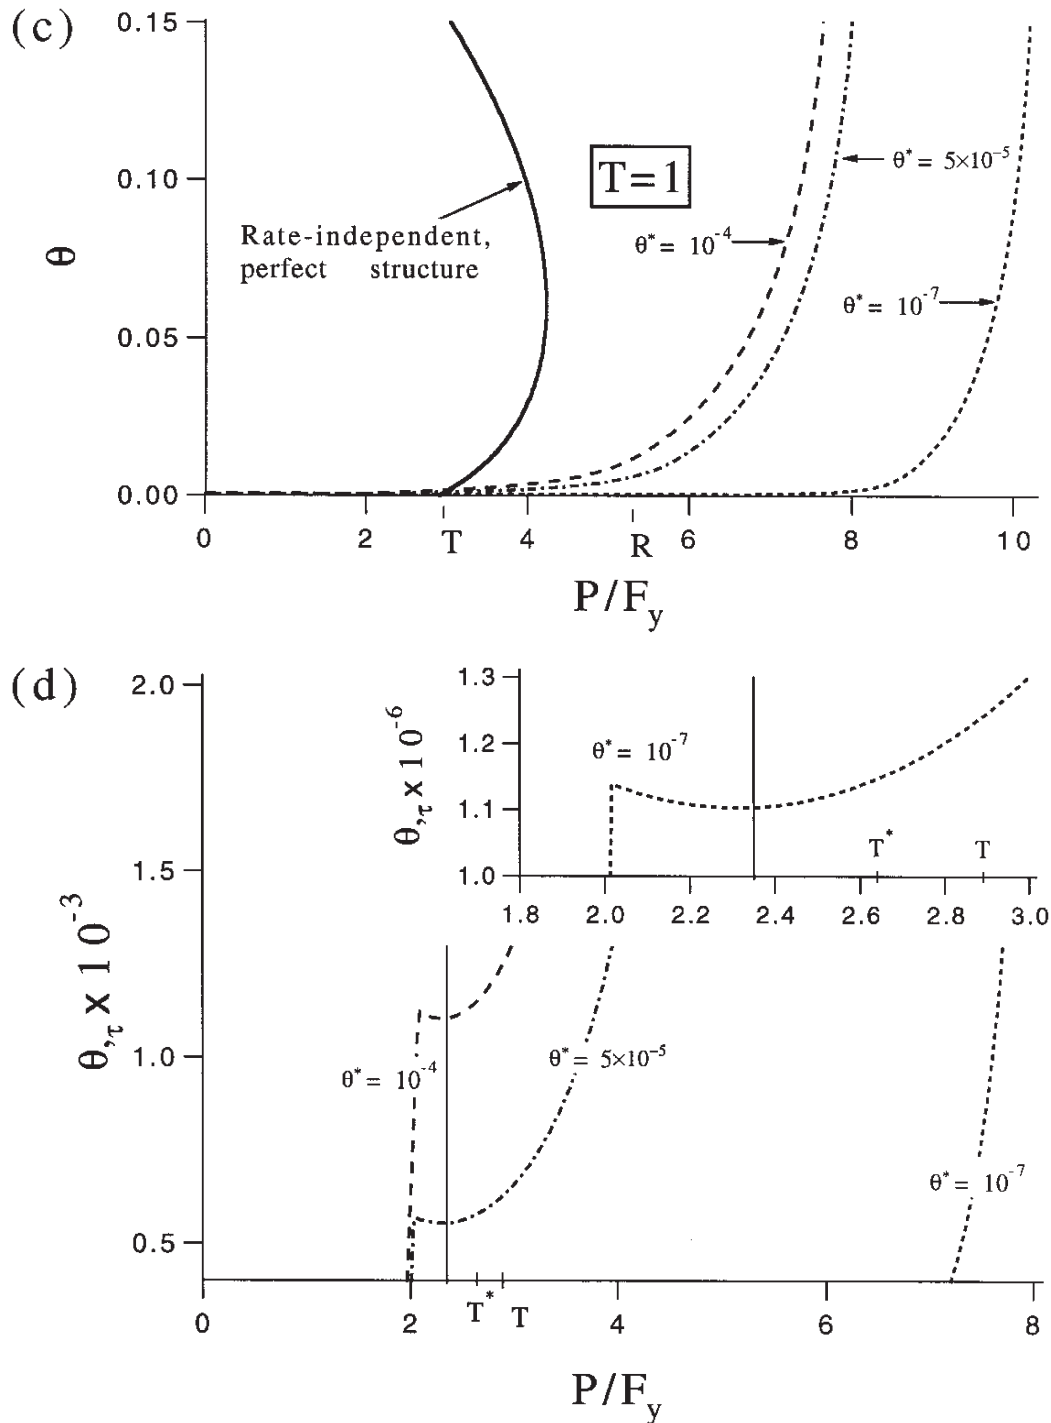 (c)
0.15
0.10
0.05
0.00
θ
Rate-independent,
perfect structure
T=1
θ* = 5×10⁻⁵
θ* = 10⁻⁴
θ* = 10⁻⁷
0 2 T 4 R 6 8 10
P/F_y
(d)
2.0
1.5
1.0
0.5
θ,τ x 10⁻³
1.3
1.2
1.1
1.0
θ,τ x 10⁻⁶
θ* = 10⁻⁷
T* T
1.8 2.0 2.2 2.4 2.6 2.8 3.0
θ* = 10⁻⁴
θ* = 5×10⁻⁵
θ* = 10⁻⁷
0 2 T* T 4 6 8
P/F_y